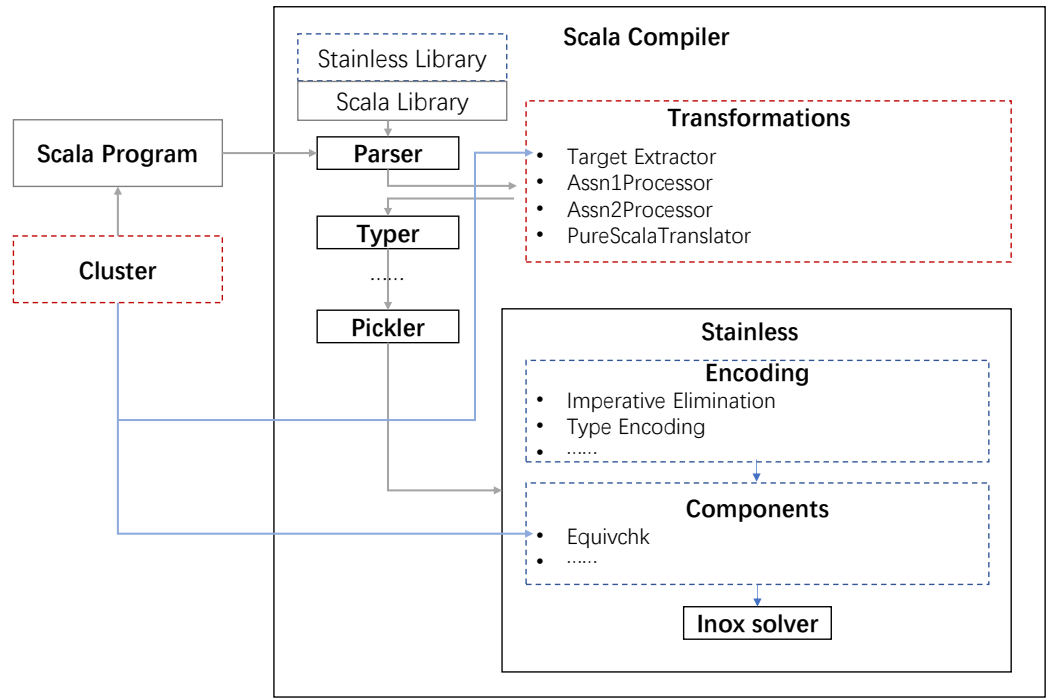 Scala Compiler
Stainless Library
Scala Library
Scala Program
Parser
Transformations
• Target Extractor
• Assn1Processor
• Assn2Processor
• PureScalaTranslator
Typer
Cluster
……
Pickler
Stainless
Encoding
• Imperative Elimination
• Type Encoding
• ……
Components
• Equivchk
• ……
Inox solver